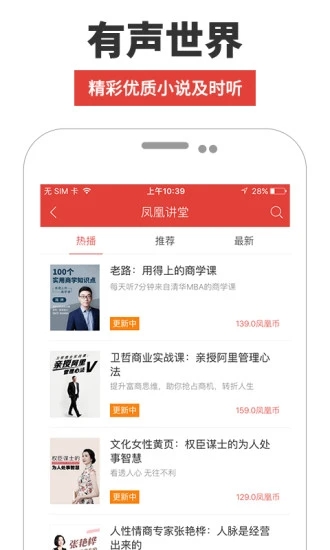 有声世界
精彩优质小说及时听
无 SIM 卡
上午10:39
28%
凤凰讲堂
热播
推荐
最新
100个
实用商学知识点
老路：用得上的商学课
每天听7分钟来自清华MBA的商学课
更新中
139.0凤凰币
V
管理心法
卫哲商业实战课：亲授阿里管理心
法
提升富商思维，助你抢占商机，转折人生
更新中
159.0凤凰币
权臣谋士的
为人处事智慧
文化女性黄页：权臣谋士的为人处
事智慧
看透人心 无往不利
更新中
129.0凤凰币
张艳桦
人性情商专家张艳桦：人脉是经营
出来的